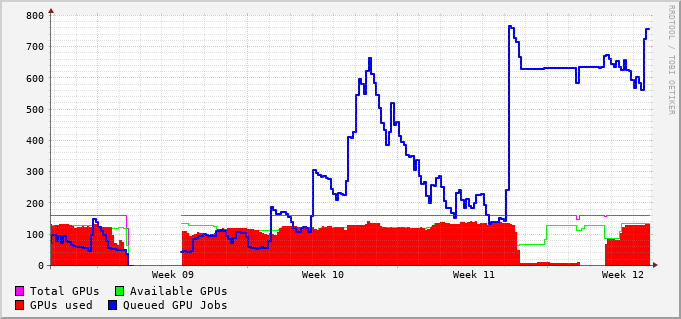 800
700
600
500
400
300
200
100
0
Week 09 Week 10 Week 11 Week 12
Total GPUs Available GPUs
GPUs used Queued GPU Jobs
RRDTOOL / TOBI OETIKER